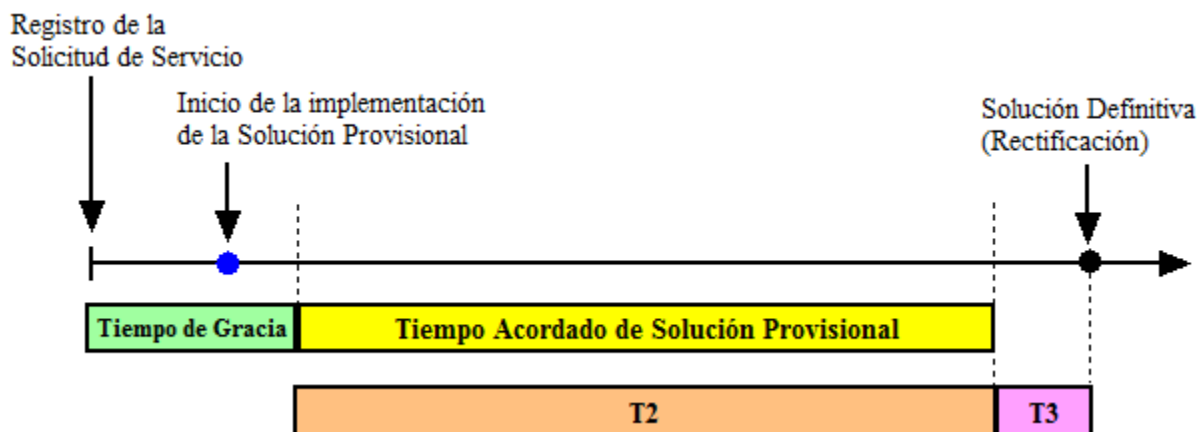 Registro de la
Solicitud de Servicio
Inicio de la implementación
de la Solución Provisional
Solución Definitiva
(Rectificación)
Tiempo de Gracia
Tiempo Acordado de Solución Provisional
T2
T3